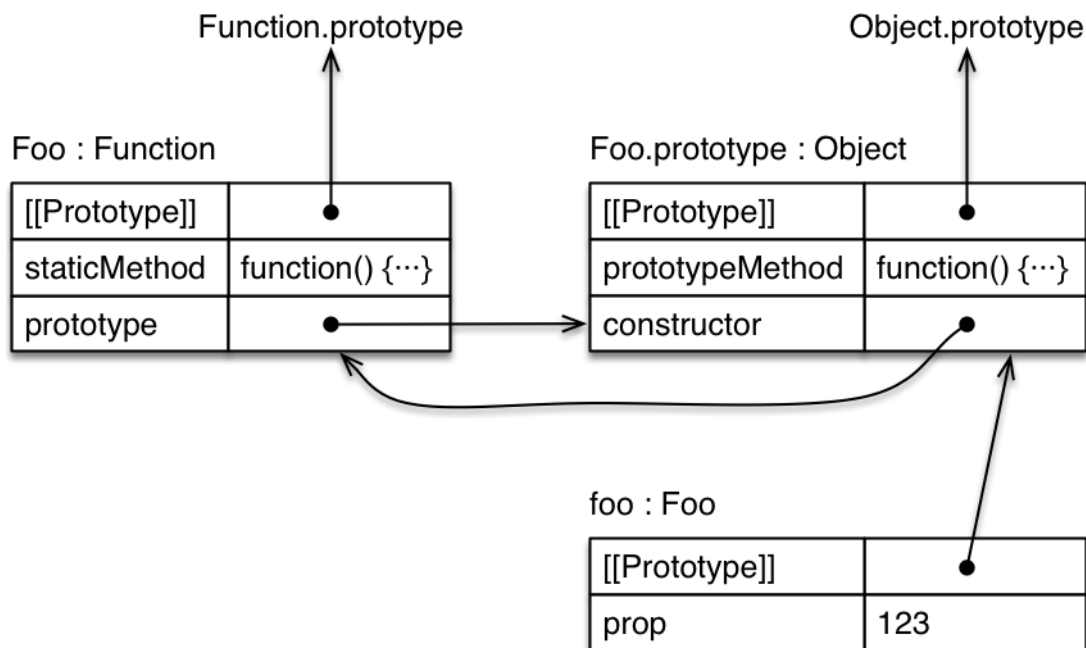 Function.prototype
Object.prototype
Foo : Function
[[Prototype]]
staticMethod function() {···}
prototype
Foo.prototype : Object
[[Prototype]]
prototypeMethod function() {···}
constructor
foo : Foo
[[Prototype]]
prop 123